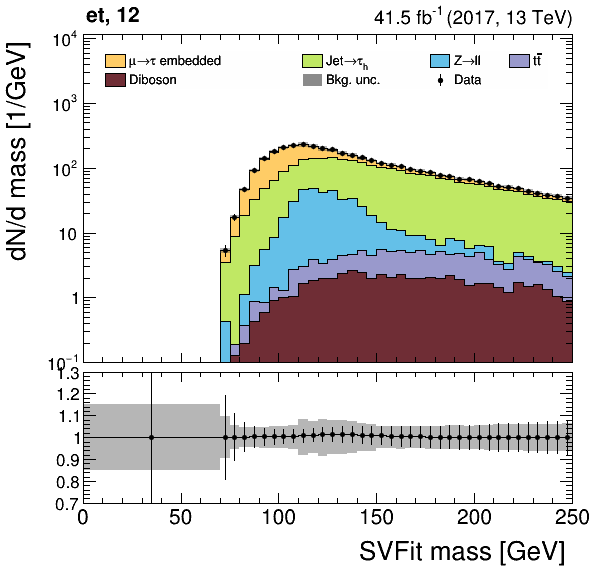 et, 12
41.5 fb⁻¹ (2017, 13 TeV)
μ→τ embedded
Jet→τₕ
Z→ll
tt̄
Diboson
Bkg. unc.
Data
dN/d mass [1/GeV]
10⁴
10³
10²
10
1
10⁻¹
1.3
1.2
1.1
1
0.9
0.8
0.7
0 50 100 150 200 250
SVFit mass [GeV]